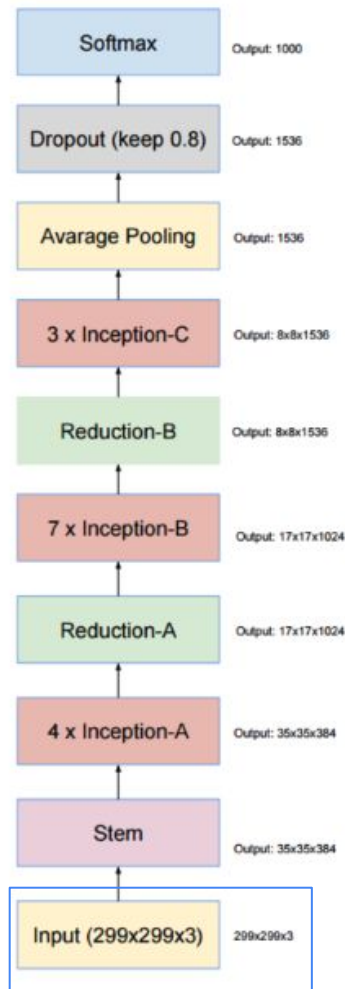 Softmax
Output: 1000
Dropout (keep 0.8)
Output: 1536
Avarage Pooling
Output: 1536
3 x Inception-C
Output: 8x8x1536
Reduction-B
Output: 8x8x1536
7 x Inception-B
Output: 17x17x1024
Reduction-A
Output: 17x17x1024
4 x Inception-A
Output: 35x35x384
Stem
Output: 35x35x384
Input (299x299x3)
299x299x3